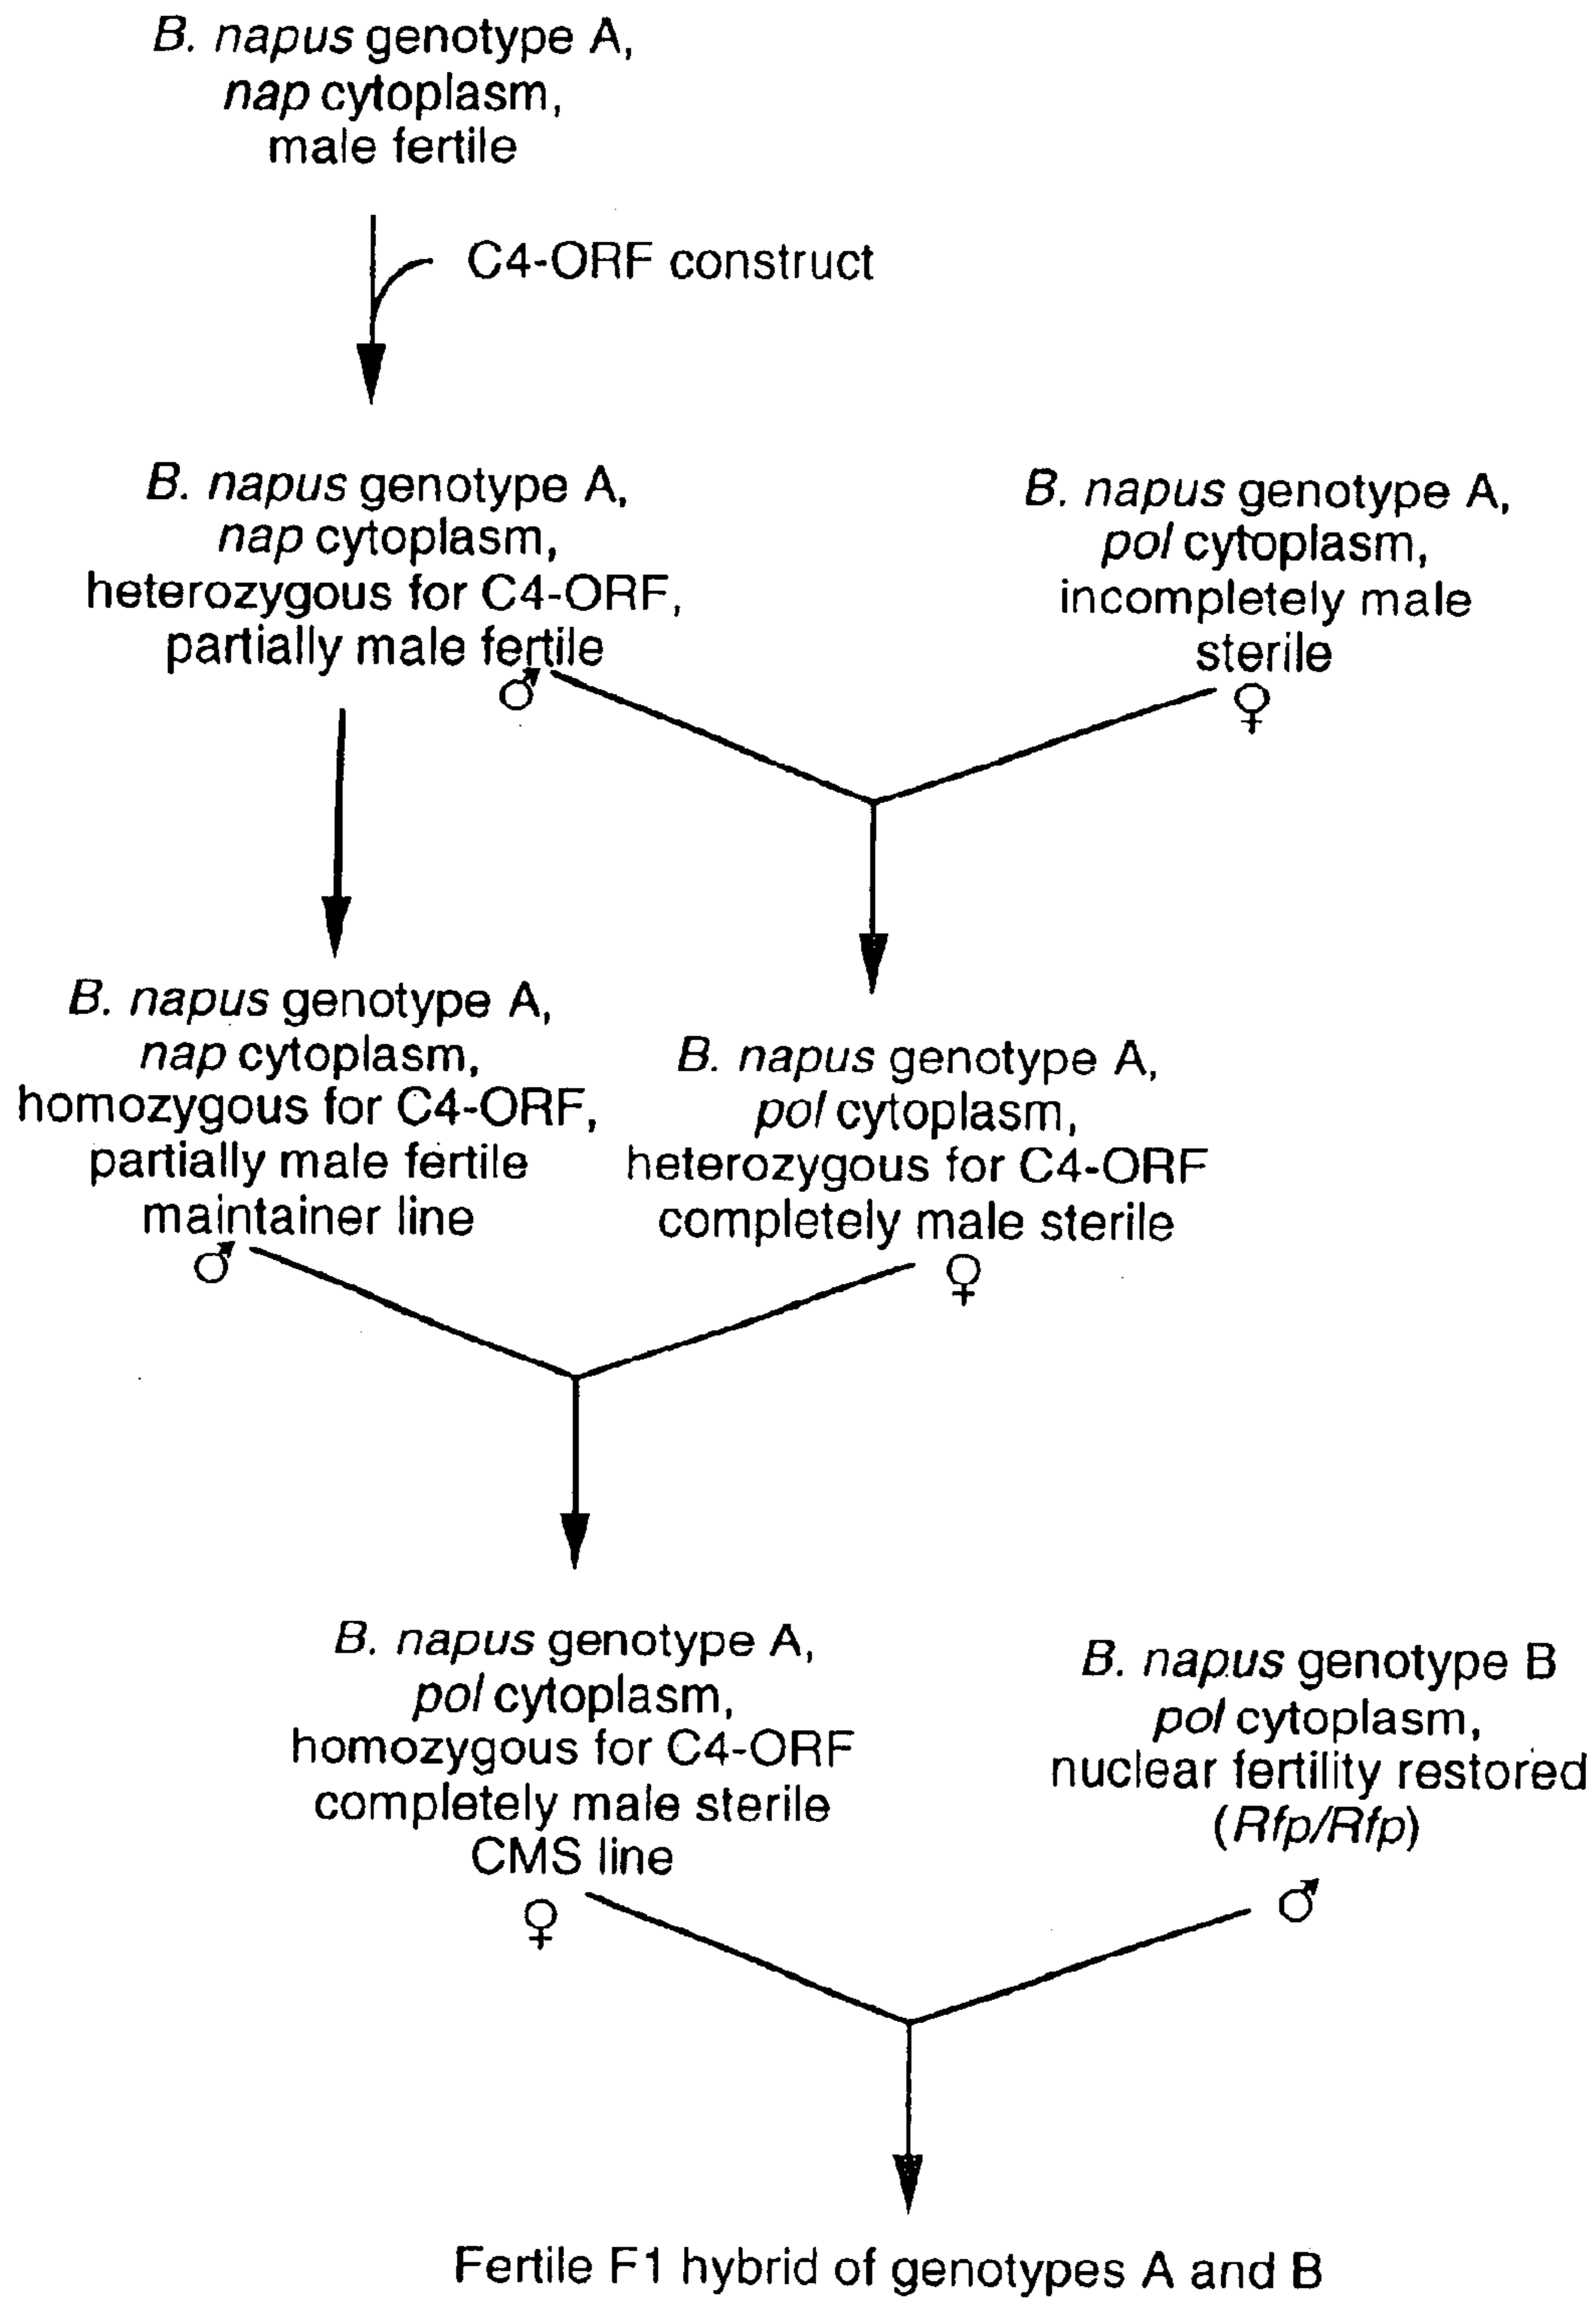 B. napus genotype A,
nap cytoplasm,
male fertile
C4-ORF construct
B. napus genotype A,
nap cytoplasm,
heterozygous for C4-ORF,
partially male fertile
♂
B. napus genotype A,
pol cytoplasm,
incompletely male
sterile
♀
B. napus genotype A,
nap cytoplasm,
homozygous for C4-ORF,
partially male fertile
maintainer line
♂
B. napus genotype A,
pol cytoplasm,
heterozygous for C4-ORF
completely male sterile
♀
B. napus genotype A,
pol cytoplasm,
homozygous for C4-ORF
completely male sterile
CMS line
♀
B. napus genotype B
pol cytoplasm,
nuclear fertility restored
(Rfp/Rfp)
♂
Fertile F1 hybrid of genotypes A and B